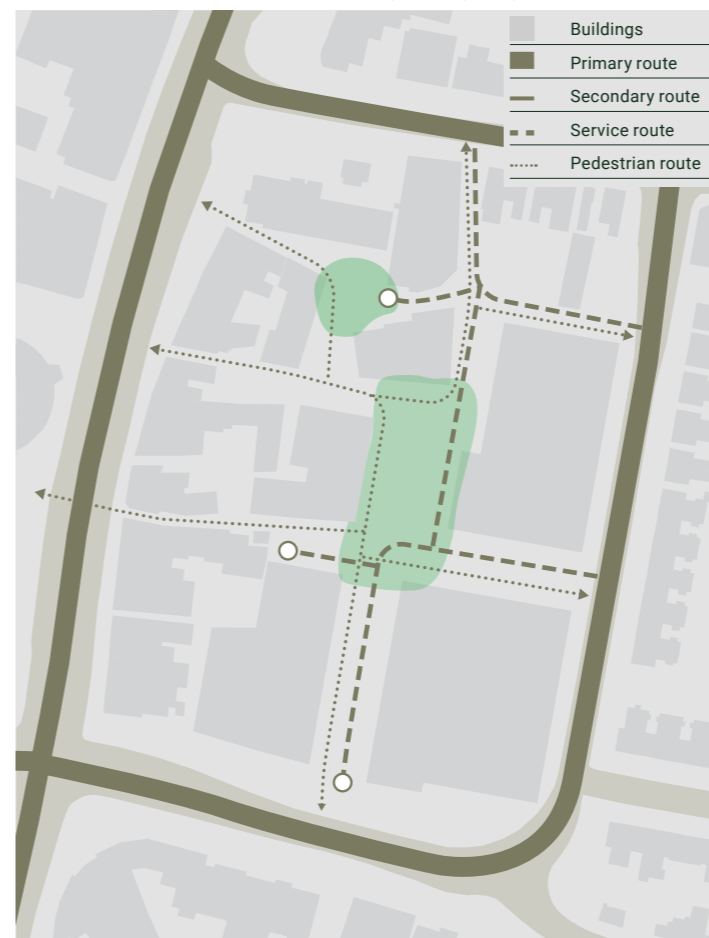 Buildings
Primary route
Secondary route
Service route
Pedestrian route